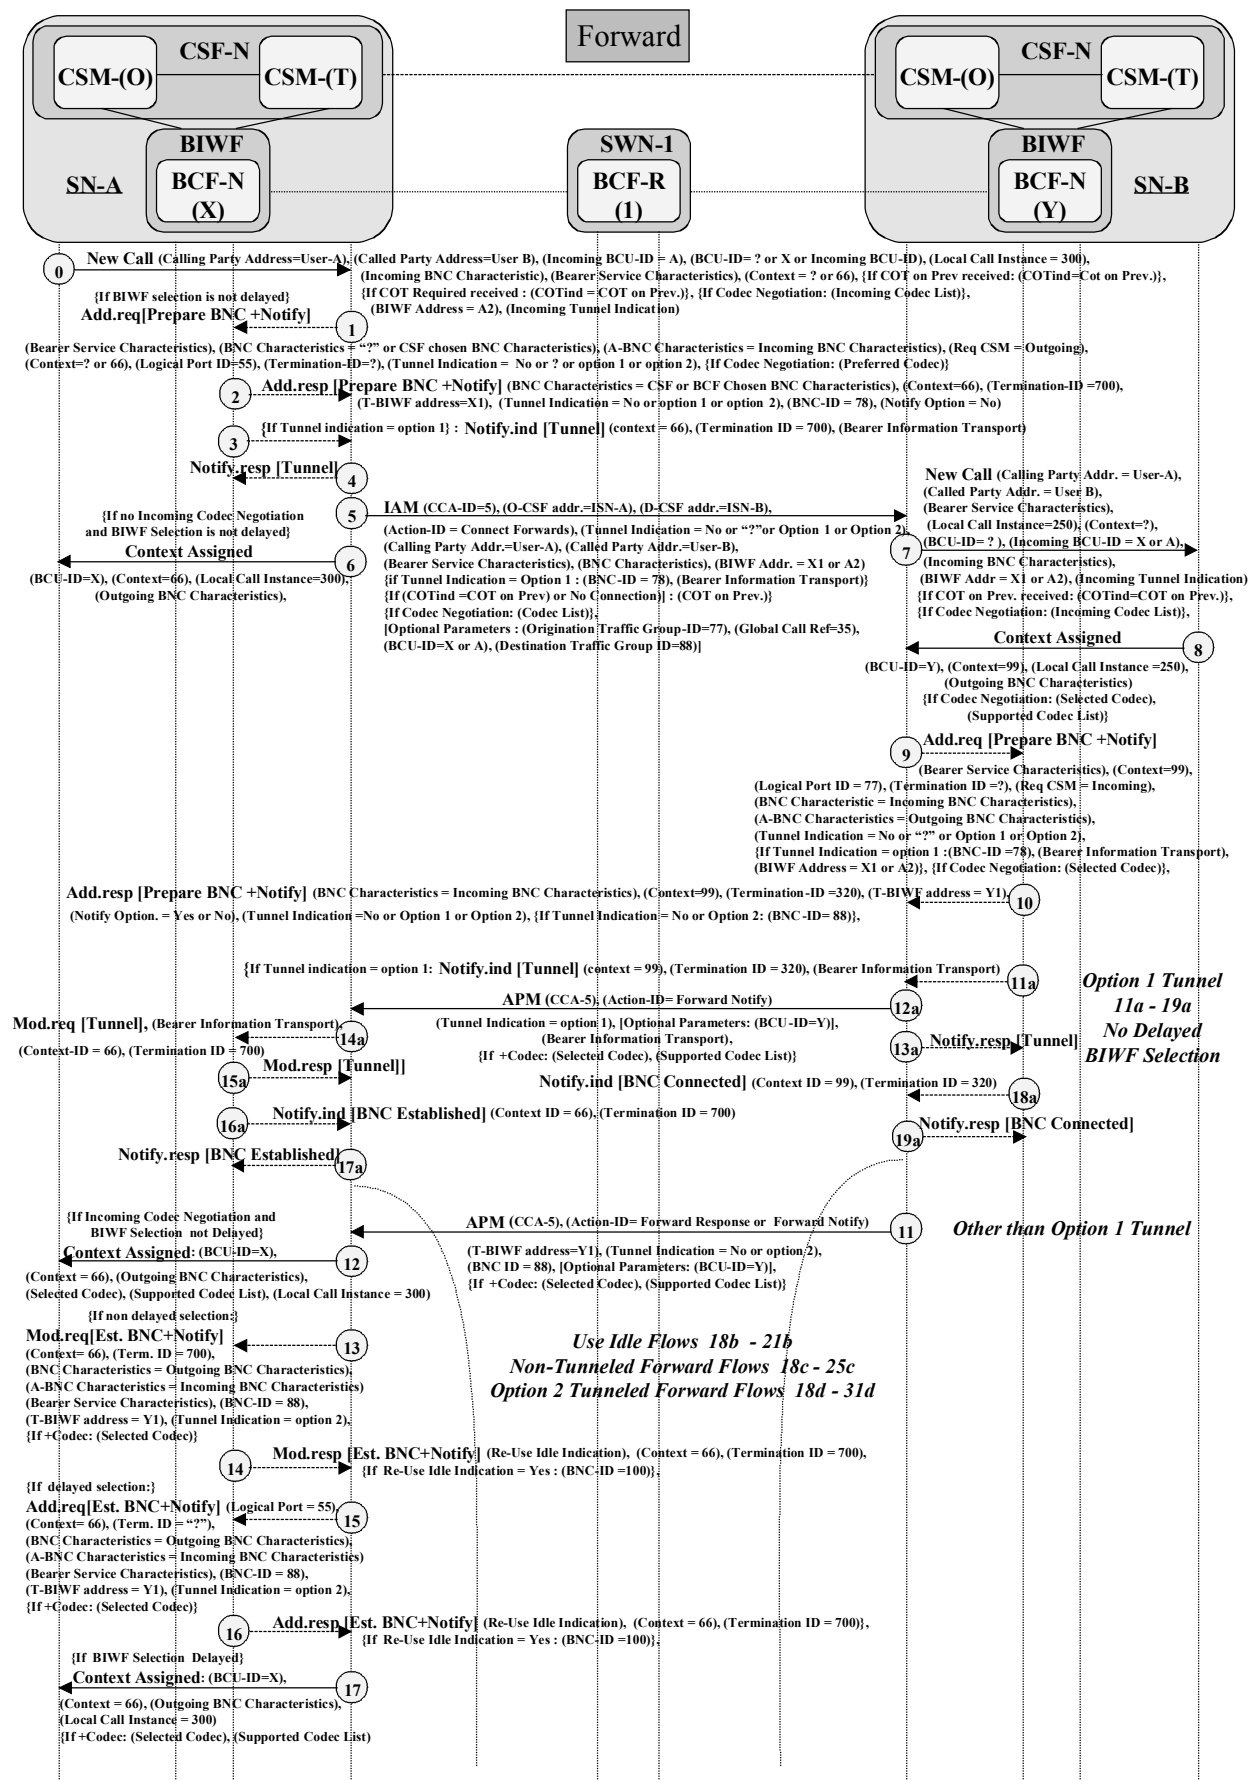 Forward
CSF-N
CSM-(O)
CSM-(T)
BIWF
SN-A
BCF-N
(X)
SWN-1
BCF-R
(1)
CSF-N
CSM-(O)
CSM-(T)
BIWF
BCF-N
(Y)
SN-B
0
New Call (Calling Party Address=User-A), (Called Party Address=User B), (Incoming BCU-ID = A), (BCU-ID= ? or X or Incoming BCU-ID), (Local Call Instance = 300),
(Incoming BNC Characteristic), (Bearer Service Characteristics), (Context = ? or 66), {If COT on Prev received: (COTind=Cot on Prev.)},
{If COT Required received : (COTind = COT on Prev.)}, {If Codec Negotiation: (Incoming Codec List)},
(BIWF Address = A2), (Incoming Tunnel Indication)
{If BIWF selection is not delayed}
Add.req[Prepare BNC +Notify]
1
(Bearer Service Characteristics), (BNC Characteristics = “?” or CSF chosen BNC Characteristics), (A-BNC Characteristics = Incoming BNC Characteristics), (Req CSM = Outgoing),
(Context=? or 66), (Logical Port ID=55), (Termination-ID=?), (Tunnel Indication = No or ? or option 1 or option 2), {If Codec Negotiation: (Preferred Codec)}
2
Add.resp [Prepare BNC +Notify] (BNC Characteristics = CSF or BCF Chosen BNC Characteristics), (Context=66), (Termination-ID =700),
(T-BIWF address=X1), (Tunnel Indication = No or option 1 or option 2), (BNC-ID = 78), (Notify Option = No)
3
{If Tunnel indication = option 1} : Notify.ind [Tunnel] (context = 66), (Termination ID = 700), (Bearer Information Transport)
Notify.resp [Tunnel]
4
5
IAM (CCA-ID=5), (O-CSF addr.=ISN-A), (D-CSF addr.=ISN-B),
(Action-ID = Connect Forwards), (Tunnel Indication = No or “?”or Option 1 or Option 2),
(Calling Party Addr.=User-A), (Called Party Addr.=User-B),
(Bearer Service Characteristics), (BNC Characteristics), (BIWF Addr. = X1 or A2)
{if Tunnel Indication = Option 1 : (BNC-ID = 78), (Bearer Information Transport)}
{If (COTind =COT on Prev) or No Connection)] : (COT on Prev.)}
{If Codec Negotiation: (Codec List)},
[Optional Parameters : (Origination Traffic Group-ID=77), (Global Call Ref=35),
(BCU-ID=X or A), (Destination Traffic Group ID=88)]
{If no Incoming Codec Negotiation
and BIWF Selection is not delayed}
Context Assigned
6
(BCU-ID=X), (Context=66), (Local Call Instance=300),
(Outgoing BNC Characteristics),
New Call (Calling Party Addr. = User-A),
(Called Party Addr. = User B),
(Bearer Service Characteristics),
(Local Call Instance=250), (Context=?),
(BCU-ID= ? ), (Incoming BCU-ID = X or A),
7
(Incoming BNC Characteristics),
(BIWF Addr = X1 or A2), (Incoming Tunnel Indication)
{If COT on Prev. received: (COTind=COT on Prev.)},
{If Codec Negotiation: (Incoming Codec List)},
Context Assigned
8
(BCU-ID=Y), (Context=99), (Local Call Instance =250),
(Outgoing BNC Characteristics)
{If Codec Negotiation: (Selected Codec),
(Supported Codec List)}
9
Add.req [Prepare BNC +Notify]
(Bearer Service Characteristics), (Context=99),
(Logical Port ID = 77), (Termination ID =?), (Req CSM = Incoming),
(BNC Characteristic = Incoming BNC Characteristics),
(A-BNC Characteristics = Outgoing BNC Characteristics),
(Tunnel Indication = No or “?” or Option 1 or Option 2),
{If Tunnel Indication = option 1 :(BNC-ID =78), (Bearer Information Transport),
(BIWF Address = X1 or A2)}, {If Codec Negotiation: (Selected Codec)},
Add.resp [Prepare BNC +Notify] (BNC Characteristics = Incoming BNC Characteristics), (Context=99), (Termination-ID =320), (T-BIWF address = Y1),
10
(Notify Option. = Yes or No), (Tunnel Indication =No or Option 1 or Option 2), {If Tunnel Indication = No or Option 2: (BNC-ID= 88)},
{If Tunnel indication = option 1: Notify.ind [Tunnel] (context = 99), (Termination ID = 320), (Bearer Information Transport)
11a
Option 1 Tunnel
11a - 19a
No Delayed
BIWF Selection
APM (CCA-5), (Action-ID= Forward Notify)
12a
(Tunnel Indication = option 1), [Optional Parameters: (BCU-ID=Y)],
(Bearer Information Transport),
{If +Codec: (Selected Codec), (Supported Codec List)}
Mod.req [Tunnel], (Bearer Information Transport),
14a
(Context-ID = 66), (Termination ID = 700)
13a
Notify.resp [Tunnel]
15a
Mod.resp [Tunnel]]
Notify.ind [BNC Connected] (Context ID = 99), (Termination ID = 320)
18a
16a
Notify.ind [BNC Established] (Context ID = 66), (Termination ID = 700)
19a
Notify.resp [BNC Connected]
Notify.resp [BNC Established]
17a
{If Incoming Codec Negotiation and
BIWF Selection not Delayed}
APM (CCA-5), (Action-ID= Forward Response or Forward Notify)
11
Other than Option 1 Tunnel
(T-BIWF address=Y1), (Tunnel Indication = No or option 2),
(BNC ID = 88), [Optional Parameters: (BCU-ID=Y)],
{If +Codec: (Selected Codec), (Supported Codec List)}
Context Assigned: (BCU-ID=X),
12
(Context = 66), (Outgoing BNC Characteristics),
(Selected Codec), (Supported Codec List), (Local Call Instance = 300)
{If non delayed selection:}
Mod.req[Est. BNC+Notify]
13
(Context= 66), (Term. ID = 700),
(BNC Characteristics = Outgoing BNC Characteristics),
(A-BNC Characteristics = Incoming BNC Characteristics)
(Bearer Service Characteristics), (BNC-ID = 88),
(T-BIWF address = Y1), (Tunnel Indication = option 2),
{If +Codec: (Selected Codec)}
Use Idle Flows 18b - 21b
Non-Tunneled Forward Flows 18c - 25c
Option 2 Tunneled Forward Flows 18d - 31d
14
Mod.resp [Est. BNC+Notify] (Re-Use Idle Indication), (Context = 66), (Termination ID = 700),
{If Re-Use Idle Indication = Yes : (BNC-ID =100)},
{If delayed selection:}
Add.req[Est. BNC+Notify] (Logical Port = 55),
15
(Context= 66), (Term. ID = “?”),
(BNC Characteristics = Outgoing BNC Characteristics),
(A-BNC Characteristics = Incoming BNC Characteristics)
(Bearer Service Characteristics), (BNC-ID = 88),
(T-BIWF address = Y1), (Tunnel Indication = option 2),
{If +Codec: (Selected Codec)}
16
Add.resp [Est. BNC+Notify] (Re-Use Idle Indication), (Context = 66), (Termination ID = 700)},
{If Re-Use Idle Indication = Yes : (BNC-ID =100)},
{If BIWF Selection Delayed}
Context Assigned: (BCU-ID=X),
17
(Context = 66), (Outgoing BNC Characteristics),
(Local Call Instance = 300)
{If +Codec: (Selected Codec), (Supported Codec List)